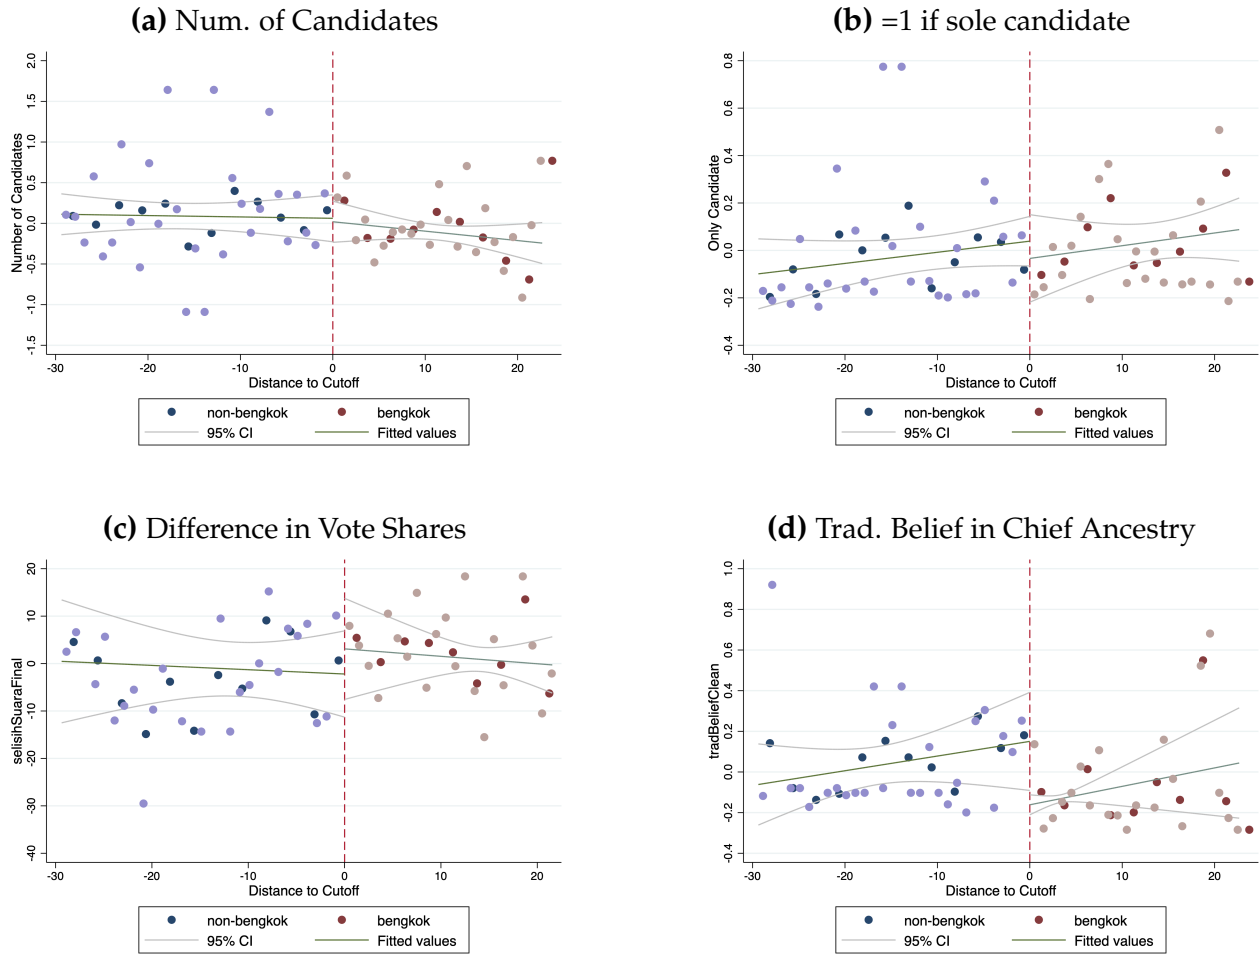 (a) Num. of Candidates
Number of Candidates
2.0
1.5
1.0
0.5
0.0
-0.5
-1.0
-1.5
-30 -20 -10 0 10 20
Distance to Cutoff
non-bengkok bengkok
95% CI Fitted values
(b) =1 if sole candidate
Only Candidate
0.8
0.6
0.4
0.2
0.0
-0.2
-0.4
-30 -20 -10 0 10 20
Distance to Cutoff
non-bengkok bengkok
95% CI Fitted values
(c) Difference in Vote Shares
selisihSuaraFinal
20
10
0
-10
-20
-30
-40
-30 -20 -10 0 10 20
Distance to Cutoff
non-bengkok bengkok
95% CI Fitted values
(d) Trad. Belief in Chief Ancestry
tradBeliefClean
1.0
0.8
0.6
0.4
0.2
0.0
-0.2
-0.4
-30 -20 -10 0 10 20
Distance to Cutoff
non-bengkok bengkok
95% CI Fitted values